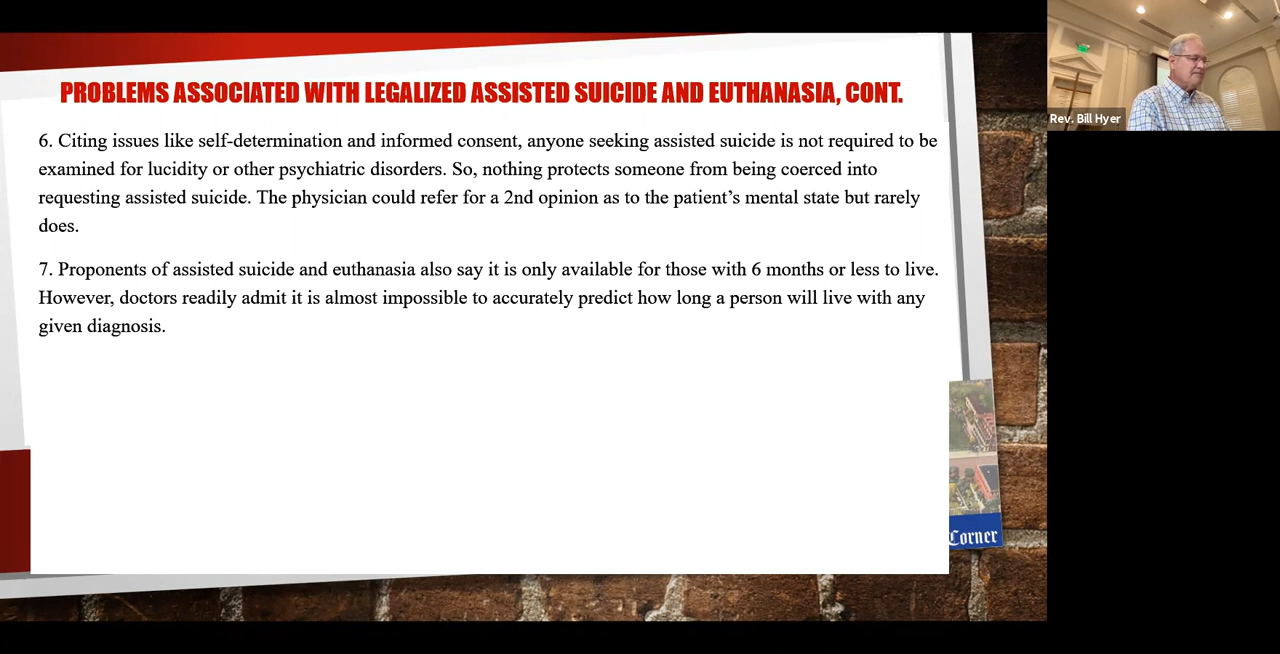 PROBLEMS ASSOCIATED WITH LEGALIZED ASSISTED SUICIDE AND EUTHANASIA, CONT.
6. Citing issues like self-determination and informed consent, anyone seeking assisted suicide is not required to be
examined for lucidity or other psychiatric disorders. So, nothing protects someone from being coerced into
requesting assisted suicide. The physician could refer for a 2nd opinion as to the patient’s mental state but rarely
does.
7. Proponents of assisted suicide and euthanasia also say it is only available for those with 6 months or less to live.
However, doctors readily admit it is almost impossible to accurately predict how long a person will live with any
given diagnosis.
Corner
Rev. Bill Hyer